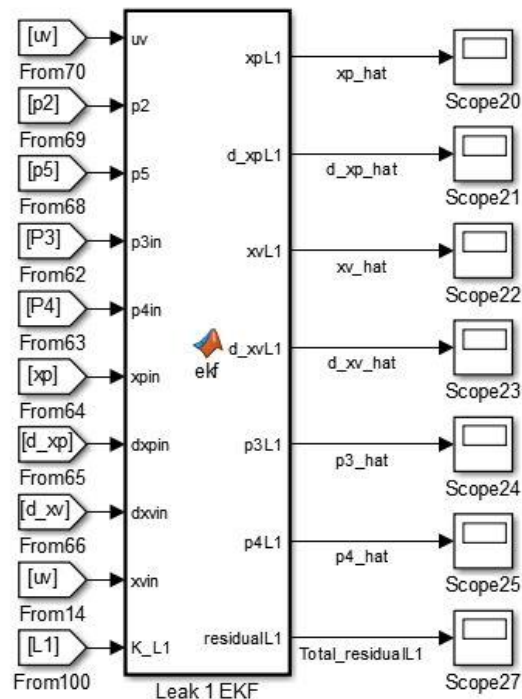 [uv]
From70
[p2]
From69
[p5]
From68
[P3]
From62
[P4]
From63
[xp]
From64
[d_xp]
From65
[d_xv]
From66
[uv]
From14
[L1]
From100
uv
p2
p5
p3in
p4in
xpin
dxpin
dxvin
xvin
K_L1
ekf
xpL1
d_xpL1
xvL1
d_xvL1
p3L1
p4L1
residualL1
Leak 1 EKF
xp_hat
d_xp_hat
xv_hat
d_xv_hat
p3_hat
p4_hat
Total_residualL1
Scope20
Scope21
Scope22
Scope23
Scope24
Scope25
Scope27